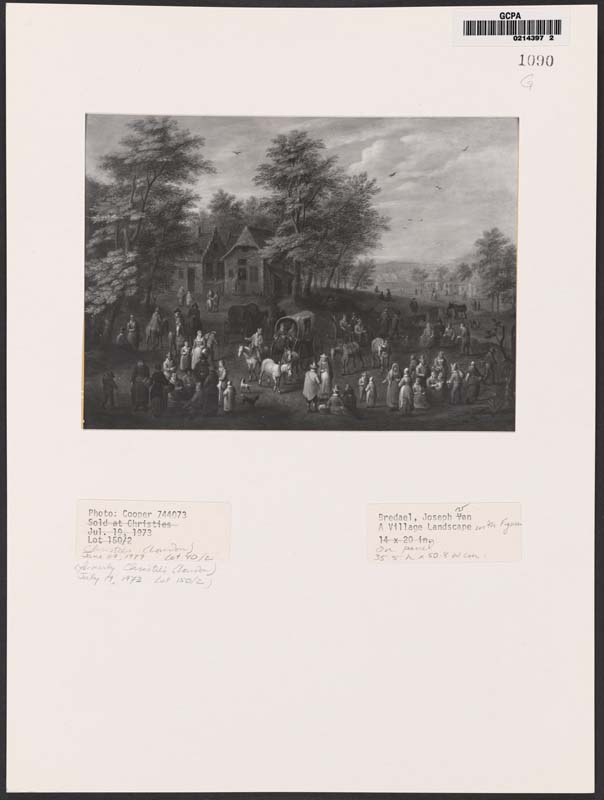 GCPA
0214397 2
1090
G
Photo: Cooper 744073
Sold at Christies
Jul. 19, 1973
Lot 150/2
Christie's (London)
June 29, 1979 Lot 40/2
(formerly Christie's (London)
July 19, 1973 Lot 150/2)
Bredael, Joseph Van
v
A Village Landscape with Figures
14 x 20 in.
on panel
35.5 h x 50.8 w cm.